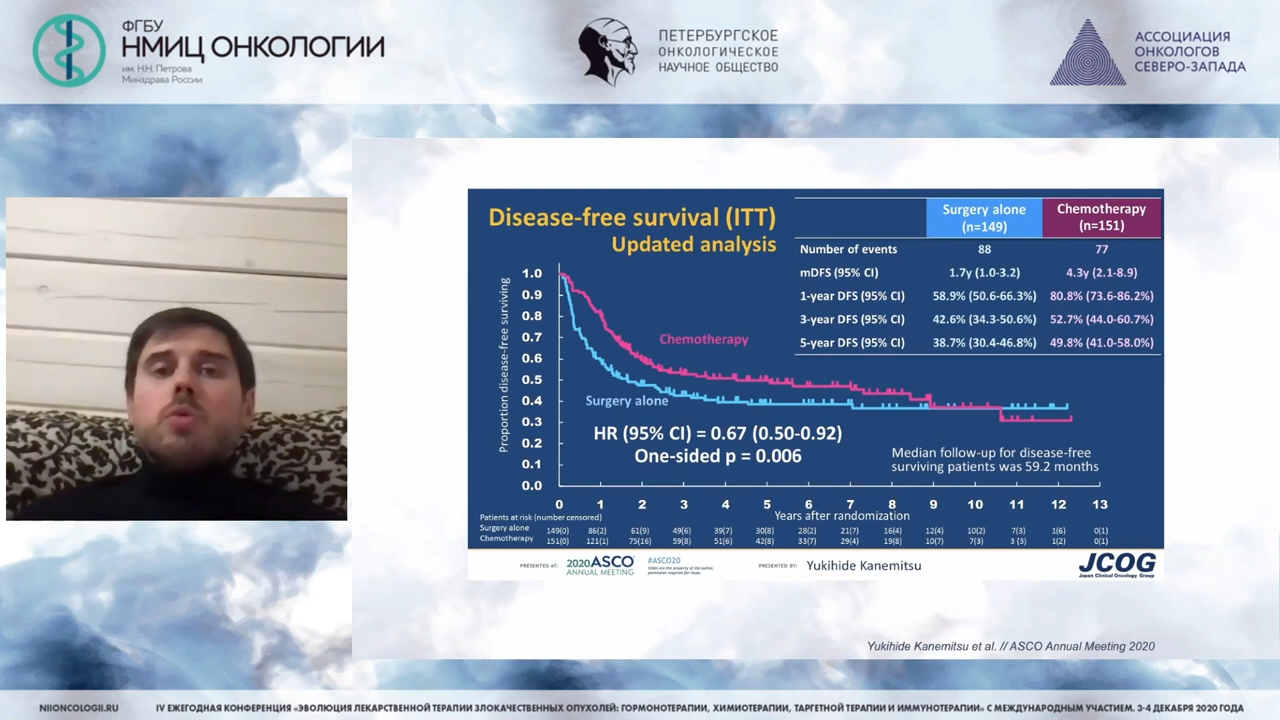 ФГБУ
НМИЦ ОНКОЛОГИИ
им. Н.Н. Петрова
Минздрава России
ПЕТЕРБУРГСКОЕ
ОНКОЛОГИЧЕСКОЕ
НАУЧНОЕ ОБЩЕСТВО
АССОЦИАЦИЯ
ОНКОЛОГОВ
СЕВЕРО-ЗАПАДА
Disease-free survival (ITT)
Updated analysis
Surgery alone (n=149) Chemotherapy (n=151)
Number of events 88 77
mDFS (95% CI) 1.7y (1.0-3.2) 4.3y (2.1-8.9)
1-year DFS (95% CI) 58.9% (50.6-66.3%) 80.8% (73.6-86.2%)
3-year DFS (95% CI) 42.6% (34.3-50.6%) 52.7% (44.0-60.7%)
5-year DFS (95% CI) 38.7% (30.4-46.8%) 49.8% (41.0-58.0%)
Proportion disease-free surviving
1.0
0.9
0.8
0.7
0.6
0.5
0.4
0.3
0.2
0.1
0.0
Chemotherapy
Surgery alone
HR (95% CI) = 0.67 (0.50-0.92)
One-sided p = 0.006
Median follow-up for disease-free
surviving patients was 59.2 months
0 1 2 3 4 5 6 7 8 9 10 11 12 13
Years after randomization
Patients at risk (number censored)
Surgery alone 149(0) 86(2) 61(9) 49(6) 39(7) 30(8) 28(2) 21(7) 16(4) 12(4) 10(2) 7(3) 1(6) 0(1)
Chemotherapy 151(0) 121(1) 75(16) 59(8) 51(6) 42(8) 33(7) 29(4) 19(8) 10(7) 7(3) 3 (3) 1(2) 0(1)
PRESENTED AT: 2020 ASCO
ANNUAL MEETING
#ASCO20
Slides are the property of the author,
permission required for reuse.
PRESENTED BY: Yukihide Kanemitsu
JCOG
Japan Clinical Oncology Group
Yukihide Kanemitsu et al. // ASCO Annual Meeting 2020
NIIONCOLOGII.RU
IV ЕЖЕГОДНАЯ КОНФЕРЕНЦИЯ «ЭВОЛЮЦИЯ ЛЕКАРСТВЕННОЙ ТЕРАПИИ ЗЛОКАЧЕСТВЕННЫХ ОПУХОЛЕЙ: ГОРМОНОТЕРАПИИ, ХИМИОТЕРАПИИ, ТАРГЕТНОЙ ТЕРАПИИ И ИММУНОТЕРАПИИ» С МЕЖДУНАРОДНЫМ УЧАСТИЕМ. 3-4 ДЕКАБРЯ 2020 ГОДА